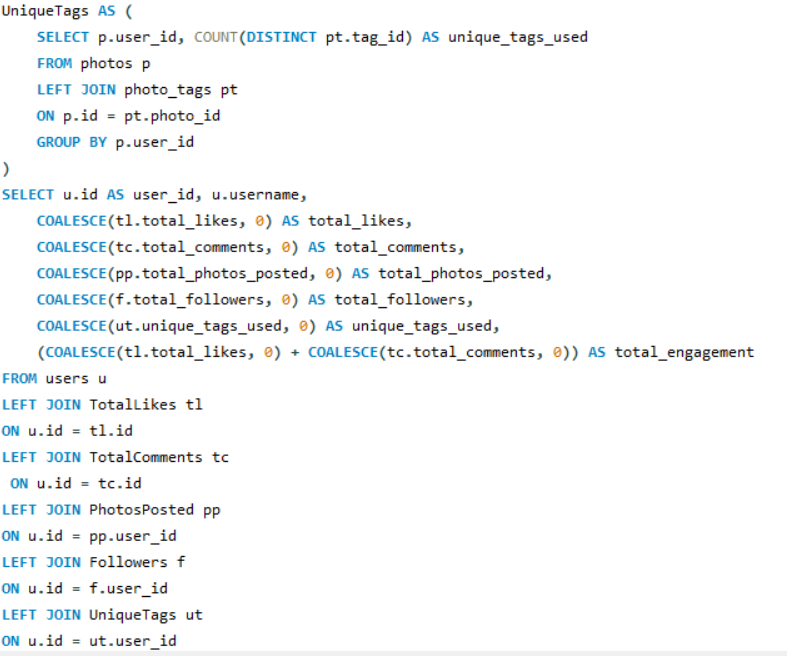 UniqueTags AS (
    SELECT p.user_id, COUNT(DISTINCT pt.tag_id) AS unique_tags_used
    FROM photos p
    LEFT JOIN photo_tags pt
    ON p.id = pt.photo_id
    GROUP BY p.user_id
)
SELECT u.id AS user_id, u.username,
    COALESCE(tl.total_likes, 0) AS total_likes,
    COALESCE(tc.total_comments, 0) AS total_comments,
    COALESCE(pp.total_photos_posted, 0) AS total_photos_posted,
    COALESCE(f.total_followers, 0) AS total_followers,
    COALESCE(ut.unique_tags_used, 0) AS unique_tags_used,
    (COALESCE(tl.total_likes, 0) + COALESCE(tc.total_comments, 0)) AS total_engagement
FROM users u
LEFT JOIN TotalLikes tl
ON u.id = tl.id
LEFT JOIN TotalComments tc
 ON u.id = tc.id
LEFT JOIN PhotosPosted pp
ON u.id = pp.user_id
LEFT JOIN Followers f
ON u.id = f.user_id
LEFT JOIN UniqueTags ut
ON u.id = ut.user_id